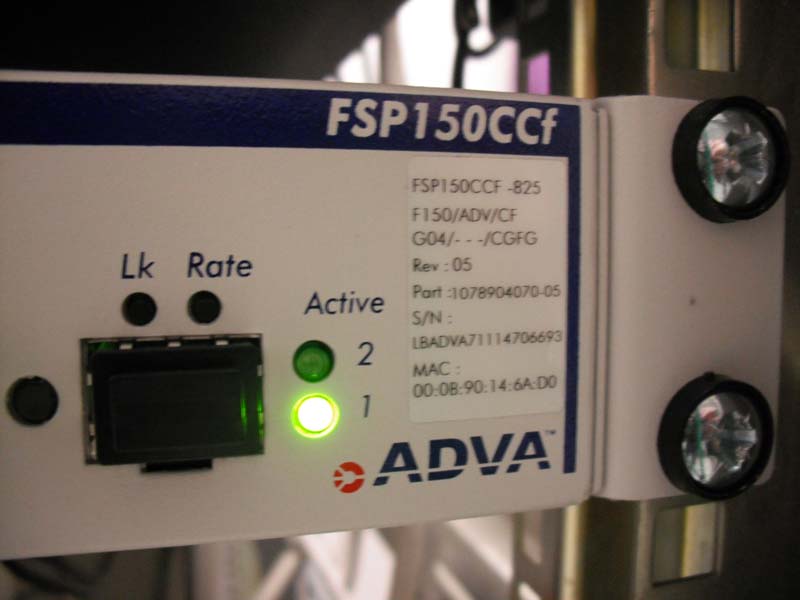 FSP150CCf
FSP150CCF -825
F150/ADV/CF
G04/- - -/CGFG
Rev : 05
Part :1078904070-05
S/N :
LBADVA71114706693
MAC :
00:0B:90:14:6A:D0
Lk Rate
Active
2
1
ADVA™